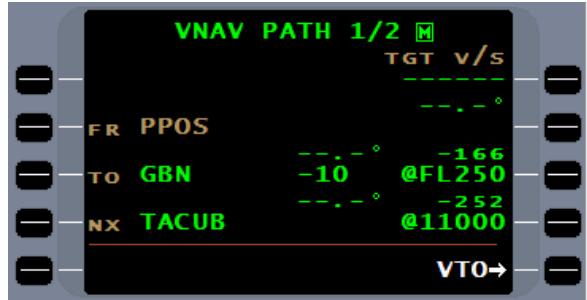 VNAV PATH 1/2 M
TGT V/S
------
--.-°
FR PPOS
--.-° -166
TO GBN -10 @FL250
--.-° -252
NX TACUB @11000
VTO→